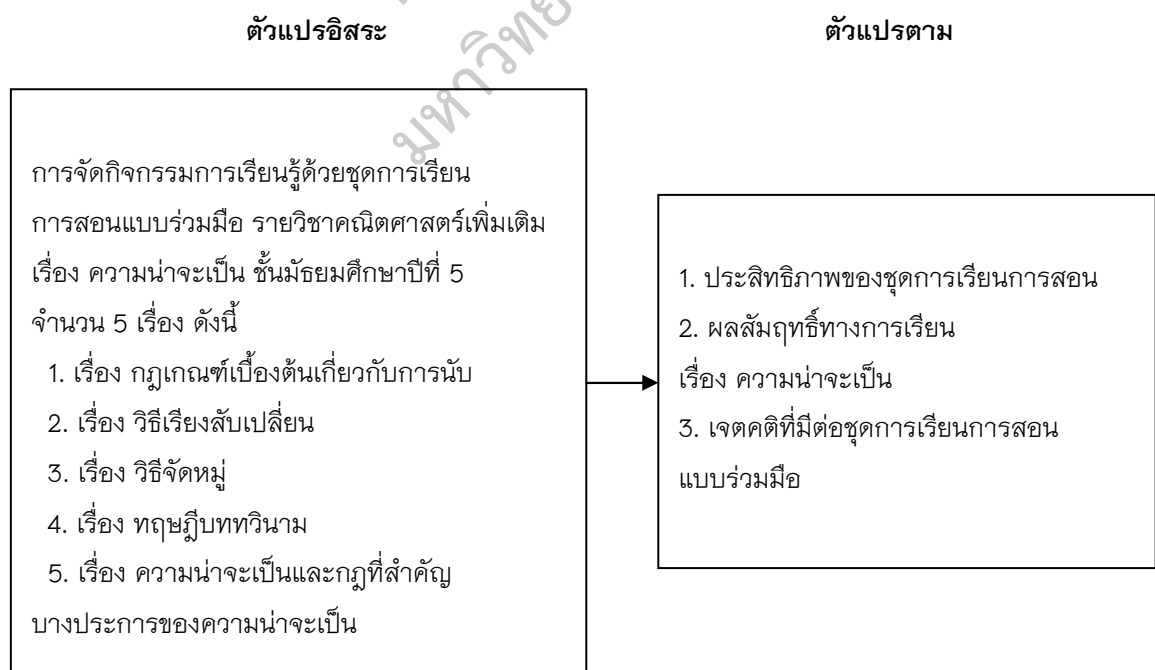 ตัวแปรอิสระ
ตัวแปรตาม
มหาวิทย
การจัดกิจกรรมการเรียนรู้ด้วยชุดการเรียน
การสอนแบบร่วมมือ รายวิชาคณิตศาสตร์เพิ่มเติม
เรื่อง ความน่าจะเป็น ชั้นมัธยมศึกษาปีที่ 5
จำนวน 5 เรื่อง ดังนี้
1. เรื่อง กฎเกณฑ์เบื้องต้นเกี่ยวกับการนับ
2. เรื่อง วิธีเรียงสับเปลี่ยน
3. เรื่อง วิธีจัดหมู่
4. เรื่อง ทฤษฎีบททวินาม
5. เรื่อง ความน่าจะเป็นและกฎที่สำคัญ
บางประการของความน่าจะเป็น
1. ประสิทธิภาพของชุดการเรียนการสอน
2. ผลสัมฤทธิ์ทางการเรียน
เรื่อง ความน่าจะเป็น
3. เจตคติที่มีต่อชุดการเรียนการสอน
แบบร่วมมือ